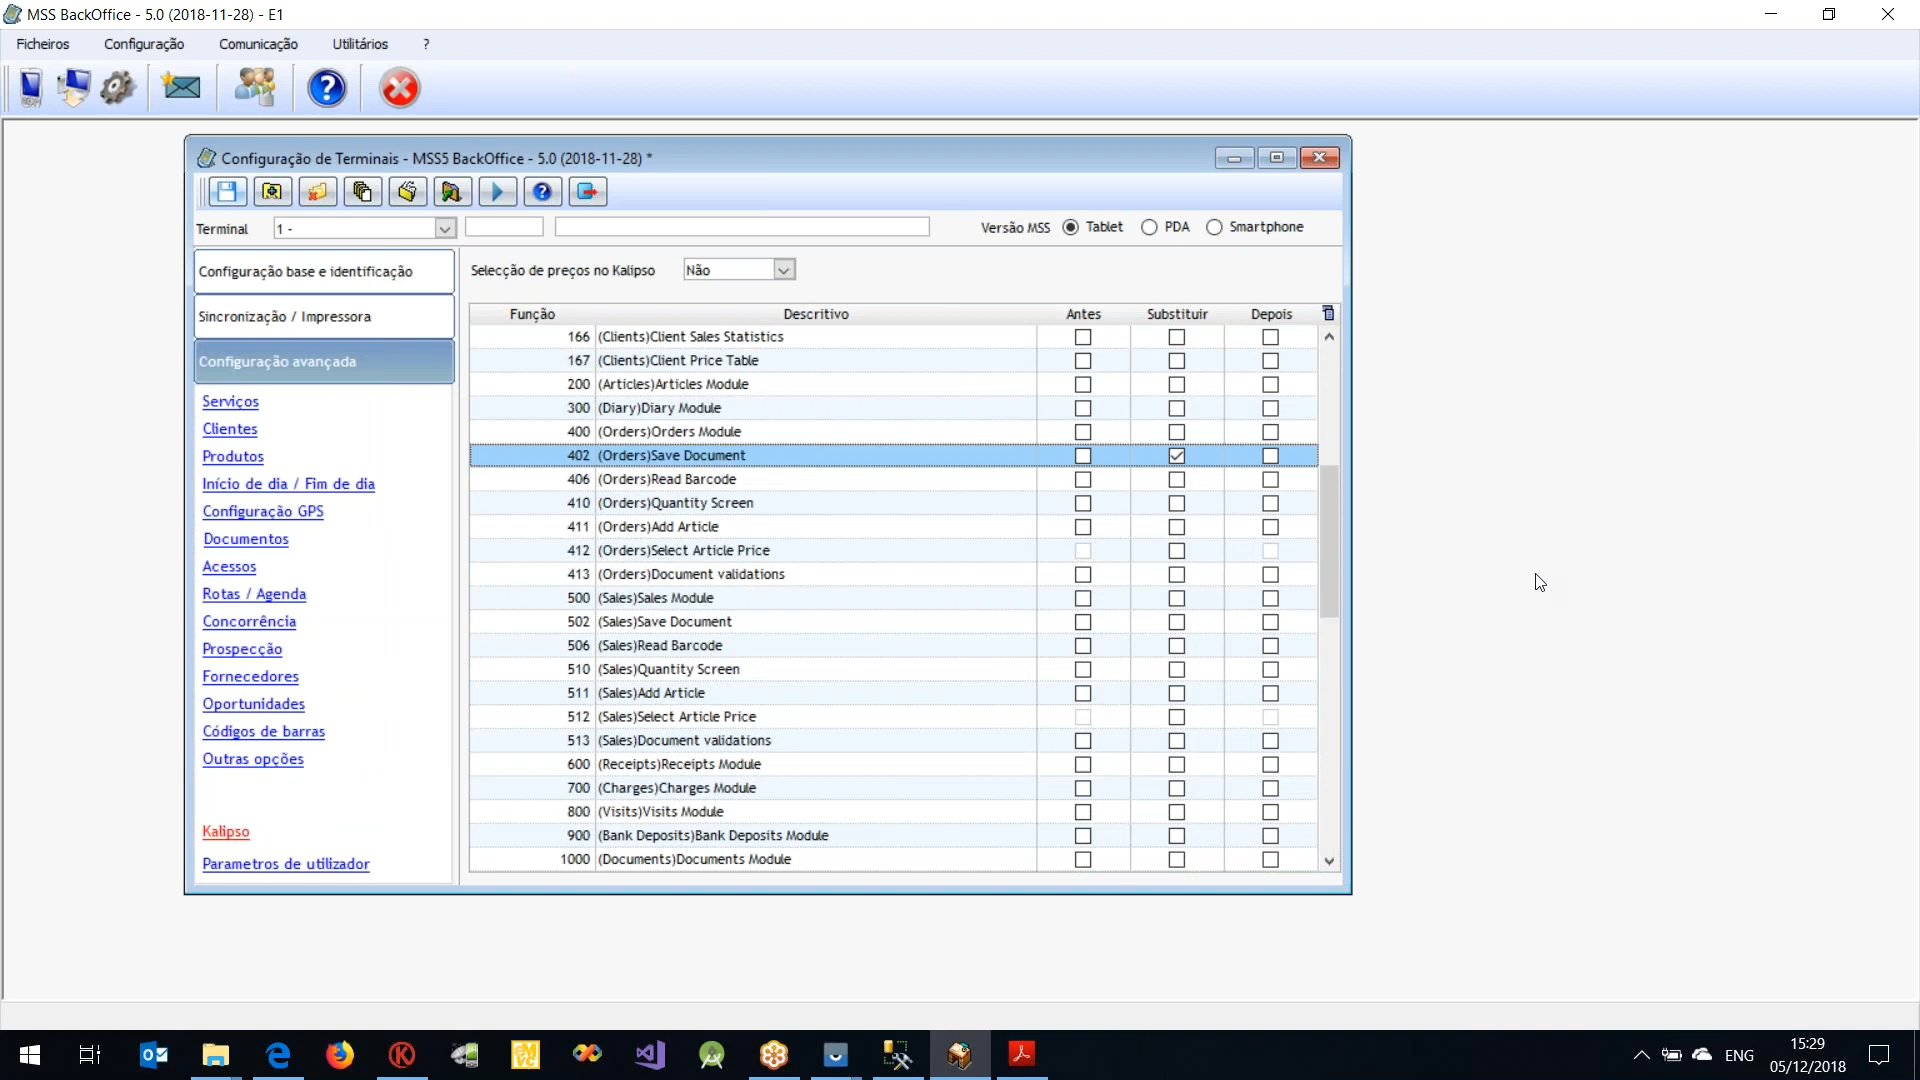 MSS BackOffice - 5.0 (2018-11-28) - E1
Ficheiros Configuração Comunicação Utilitários ?
Configuração de Terminais - MSS5 BackOffice - 5.0 (2018-11-28) *
Terminal 1 - Versão MSS Tablet PDA Smartphone
Configuração base e identificação
Sincronização / Impressora
Configuração avançada
Serviços
Clientes
Produtos
Início de dia / Fim de dia
Configuração GPS
Documentos
Acessos
Rotas / Agenda
Concorrência
Prospecção
Fornecedores
Oportunidades
Códigos de barras
Outras opções
Kalipso
Parametros de utilizador
Selecção de preços no Kalipso Não
Função Descritivo Antes Substituir Depois
166 (Clients)Client Sales Statistics
167 (Clients)Client Price Table
200 (Articles)Articles Module
300 (Diary)Diary Module
400 (Orders)Orders Module
402 (Orders)Save Document
406 (Orders)Read Barcode
410 (Orders)Quantity Screen
411 (Orders)Add Article
412 (Orders)Select Article Price
413 (Orders)Document validations
500 (Sales)Sales Module
502 (Sales)Save Document
506 (Sales)Read Barcode
510 (Sales)Quantity Screen
511 (Sales)Add Article
512 (Sales)Select Article Price
513 (Sales)Document validations
600 (Receipts)Receipts Module
700 (Charges)Charges Module
800 (Visits)Visits Module
900 (Bank Deposits)Bank Deposits Module
1000 (Documents)Documents Module
ENG
15:29
05/12/2018